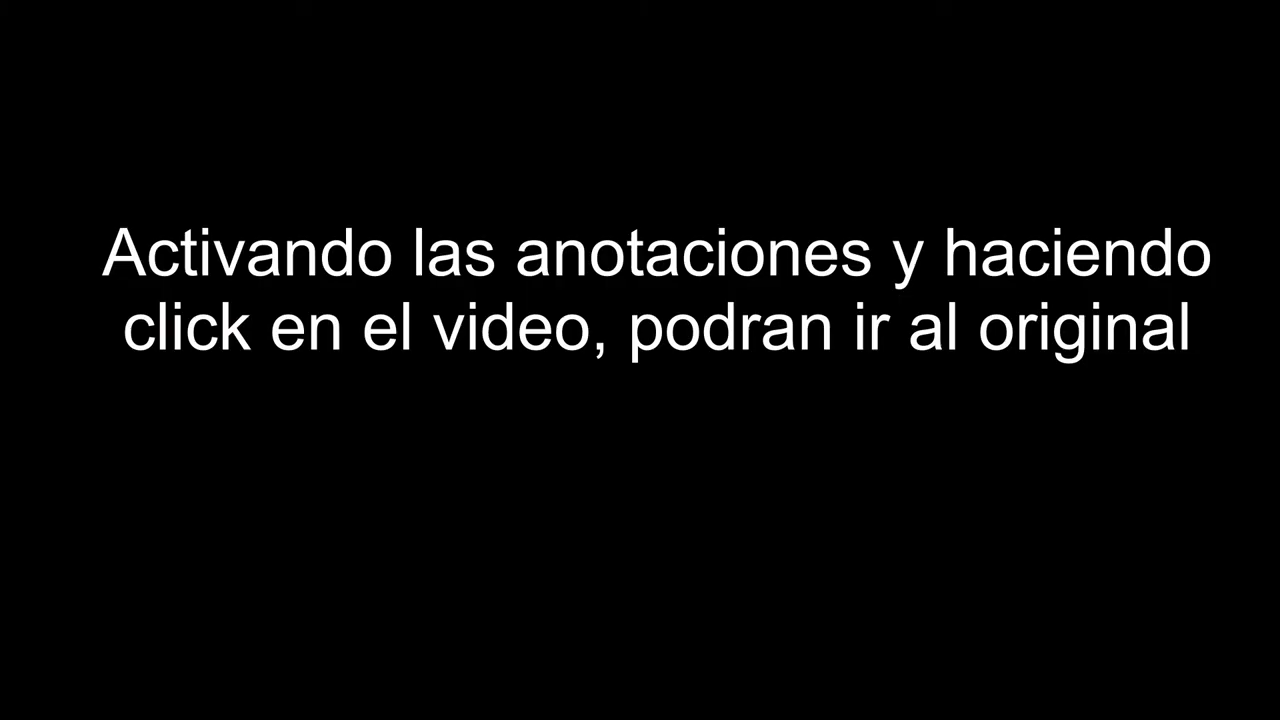 Activando las anotaciones y haciendo
click en el video, podran ir al original